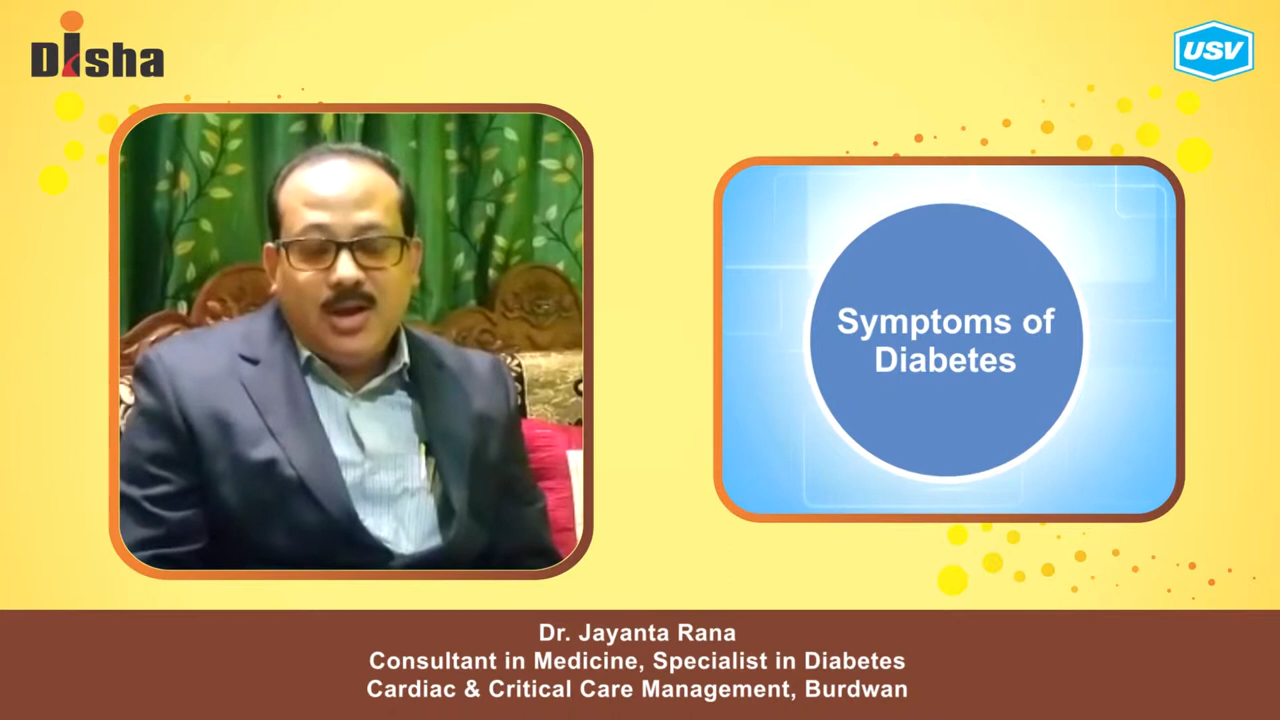 Disha
USV
Symptoms of
Diabetes
Dr. Jayanta Rana
Consultant in Medicine, Specialist in Diabetes
Cardiac & Critical Care Management, Burdwan